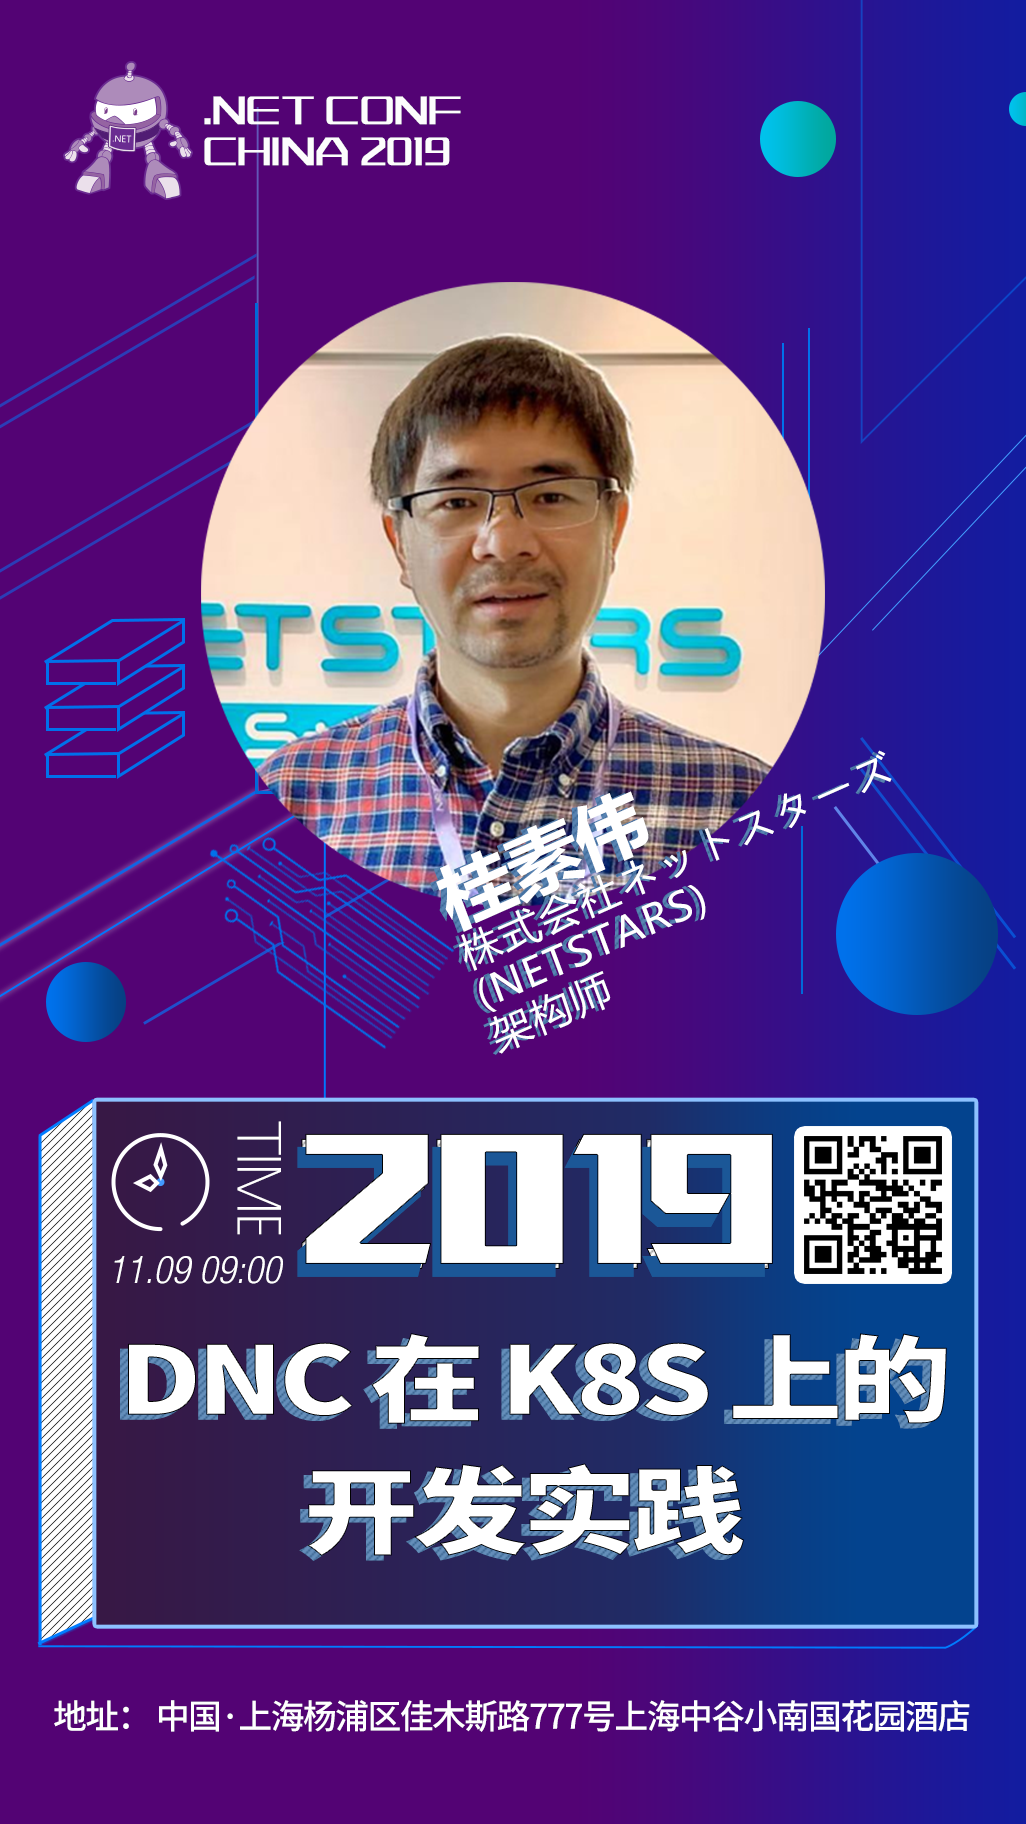 .NET
.NET CONF
CHINA 2019
ETSTARS
S
桂素伟
株式会社ネットスターズ
(NETSTARS)
架构师
TIME
11.09 09:00
2019
DNC 在 K8S 上的
开发实践
地址： 中国·上海杨浦区佳木斯路777号上海中谷小南国花园酒店